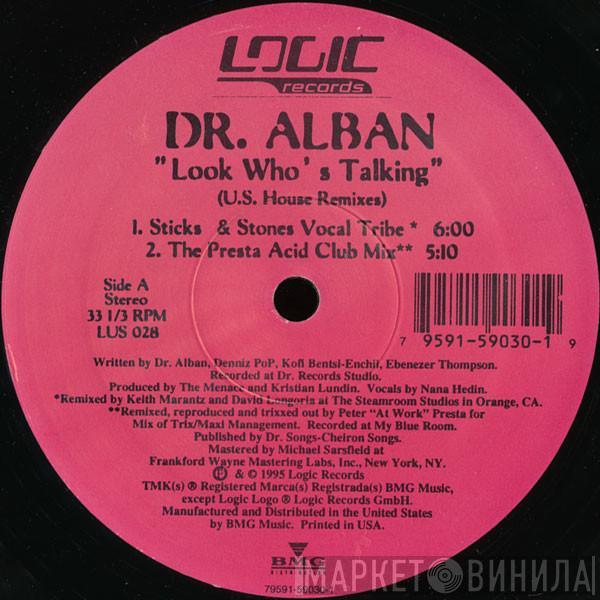 LOGIC
records
DR. ALBAN
"Look Who's Talking"
(U.S. House Remixes)
1. Sticks & Stones Vocal Tribe * 6:00
2. The Presta Acid Club Mix** 5:10
Side A
Stereo
33 1/3 RPM
LUS 028
7 9591-59030-1 9
Written by Dr. Alban, Denniz PoP, Kofi Bentsi-Enchil, Ebenezer Thompson.
Recorded at Dr. Records Studio.
Produced by The Menace and Kristian Lundin. Vocals by Nana Hedin.
*Remixed by Keith Marantz and David Longoria at The Steamroom Studios in Orange, CA.
**Remixed, reproduced and trixxed out by Peter "At Work" Presta for
Mix of Trix/Maxi Management. Recorded at My Blue Room.
Published by Dr. Songs-Cheiron Songs.
Mastered by Michael Sarsfield at
Frankford Wayne Mastering Labs, Inc., New York, NY.
℗ & © 1995 Logic Records
TMK(s) ® Registered Marca(s) Registrada(s) BMG Music,
except Logic Logo ® Logic Records GmbH.
Manufactured and Distributed in the United States
by BMG Music. Printed in USA.
BMG
79591-59030-1
МАРКЕТ ВИНИЛА